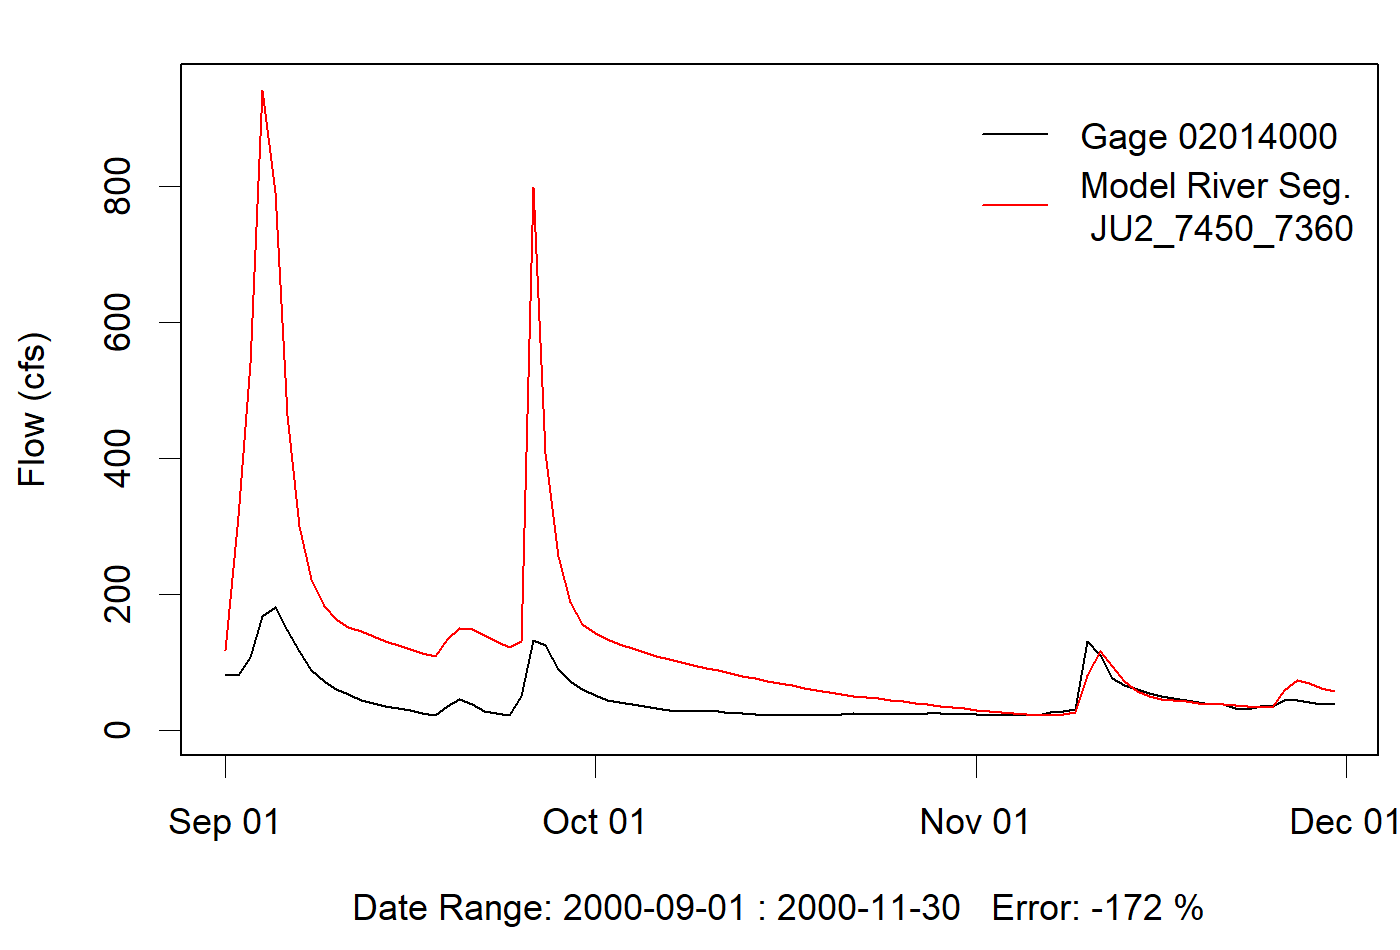 Gage 02014000
Model River Seg.
JU2_7450_7360
Flow (cfs)
800
600
400
200
0
Sep 01
Oct 01
Nov 01
Dec 01
Date Range: 2000-09-01 : 2000-11-30 Error: -172 %